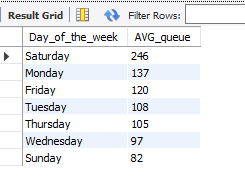 Result Grid Filter Rows:
Day_of_the_week AVG_queue
Saturday 246
Monday 137
Friday 120
Tuesday 108
Thursday 105
Wednesday 97
Sunday 82